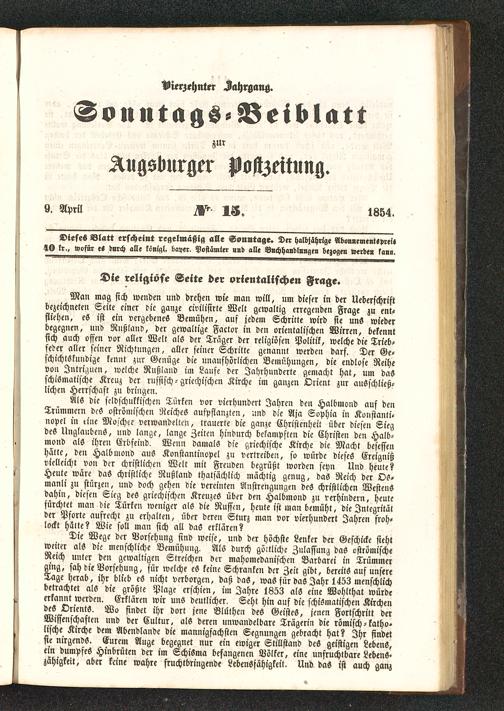 Vierzehnter Jahrgang.
Sonntags-Beiblatt
zur
Augsburger Postzeitung.
9. April № 15. 1854.
Dieses Blatt erscheint regelmäßig alle Sonntage. Der halbjährige Abonnementspreis
40 kr., wofür es durch alle königl. bayer. Postämter und alle Buchhandlungen bezogen werden kann.
Die religiöse Seite der orientalischen Frage.
Man mag sich wenden und drehen wie man will, um dieser in der Ueberschrift
bezeichneten Seite einer die ganze civilisirte Welt gewaltig erregenden Frage zu ent-
stehen, es ist ein vergebenes Bemühen, auf jedem Schritte wird sie uns wieder
begegnen, und Rußland, der gewaltige Factor in den orientalischen Wirren, bekennt
sich auch offen vor aller Welt als der Träger der religiösen Politik, welche die Trieb-
feder aller seiner Richtungen, aller seiner Schritte genannt werden darf. Der Ge-
schichtskundige kennt zur Genüge die unaufhörlichen Bemühungen, die endlose Reihe
von Intriguen, welche Rußland im Laufe der Jahrhunderte gemacht hat, um das
schismatische Kreuz der russisch-griechischen Kirche im ganzen Orient zur ausschließ-
lichen Herrschaft zu bringen.
Als die feldschukischen Türken vor vierhundert Jahren den Halbmond auf den
Trümmern des oströmischen Reiches aufpflanzten, und die Aja Sophia in Konstanti-
nopel in eine Moschee verwandelten, trauerte die ganze Christenheit über diesen Sieg
des Unglaubens, und lange, lange Zeiten hindurch bekämpften die Christen den Halb-
mond als ihren Erbfeind. Wenn damals die griechische Kirche die Macht besessen
hätte, den Halbmond aus Konstantinopel zu vertreiben, so würde dieses Ereigniß
vielleicht von der christlichen Welt mit Freuden begrüßt worden seyn Und heute?
Heute wäre das christliche Rußland thatsächlich mächtig genug, das Reich der Os-
manli zu stürzen, und doch gehen die vereinten Anstrengungen des christlichen Westens
dahin, diesen Sieg des griechischen Kreuzes über den Halbmond zu verhindern, heute
fürchtet man die Türken weniger als die Russen, heute ist man bemüht, die Integrität
der Pforte aufrecht zu erhalten, über deren Sturz man vor vierhundert Jahren froh-
lockt hätte? Wie soll man sich all das erklären?
Die Wege der Vorsehung sind weise, und der höchste Lenker der Geschicke sieht
weiter als die menschliche Bemühung. Als durch göttliche Zulassung das oströmische
Reich unter den gewaltigen Streichen der mahomedanischen Barbarei in Trümmer
ging, sah die Vorsehung, für welche es keine Schranken der Zeit gibt, bereits auf unsere
Tage herab, ihr blieb es nicht verborgen, daß das, was für das Jahr 1453 menschlich
betrachtet als die größte Plage erschien, im Jahre 1853 als eine Wohlthat würde
erkannt werden. Erklären wir uns deutlicher. Seht hin auf die schismatischen Kirchen
des Orients. Wo findet ihr dort jene Blüthen des Geistes, jenen Fortschritt der
Wissenschaften und der Cultur, als deren unwandelbare Trägerin die römisch-katho-
lische Kirche dem Abendlande die mannigfachsten Segnungen gebracht hat? Ihr findet
sie nirgends. Eurem Auge begegnet nur ein ewiger Stillstand des geistigen Lebens,
ein dumpfes Hinbrüten der im Schisma befangenen Völker, eine unfruchtbare Lebens-
zähigkeit, aber keine wahre fruchtbringende Lebensfähigkeit. Und das ist auch ganz